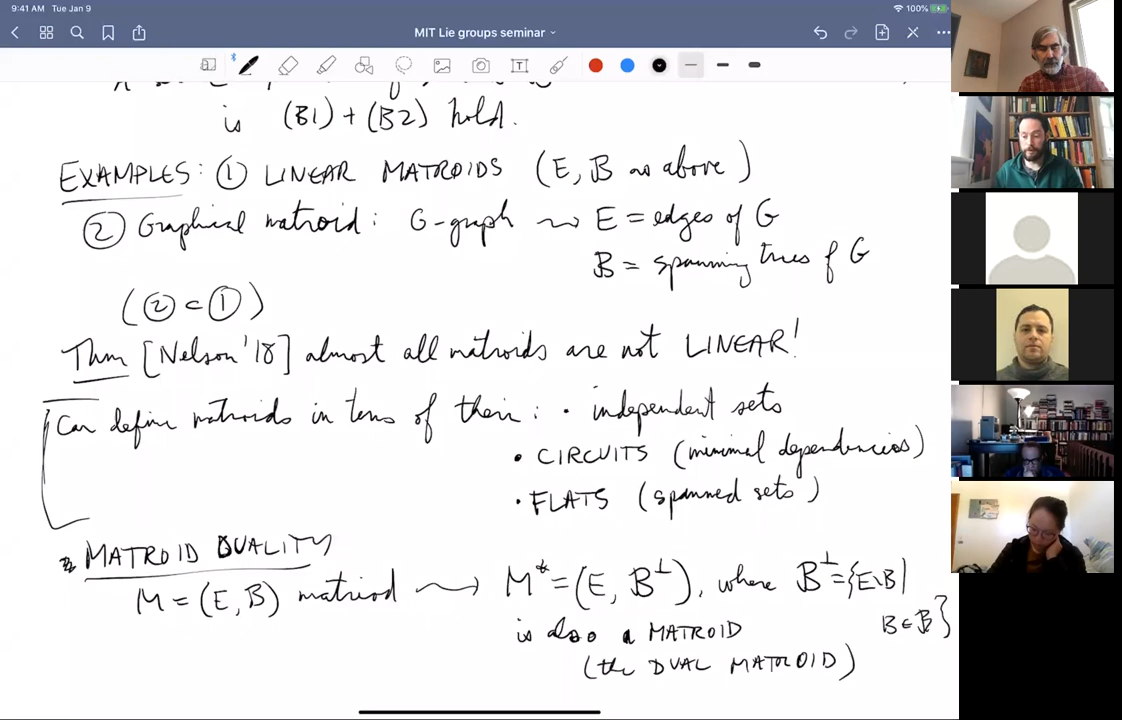 9:41 AM Tue Jan 9
100%
MIT Lie groups seminar
is (B1) + (B2) hold.
EXAMPLES: ① LINEAR MATROIDS (E, B as above)
② Graphical matroid: G-graph ⇝ E = edges of G
B = spanning trees of G
(② ⊂ ①)
Thm [Nelson '18] almost all matroids are not LINEAR!
Can define matroids in terms of their: • independent sets
• CIRCUITS (minimal dependencies)
• FLATS (spanned sets)
MATROID DUALITY
M = (E, B) matriod ⇝ M* = (E, B^⊥), where B^⊥ = {E\B |
B ∈ B}
is also a MATROID
(the DUAL MATROID)